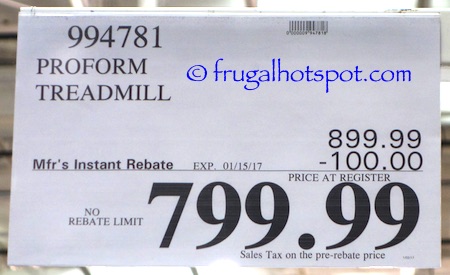 994781
PROFORM
TREADMILL
© frugalhotspot.com
899.99
Mfr's Instant Rebate EXP. 01/15/17 -100.00
PRICE AT REGISTER
NO
REBATE LIMIT
799.99
Sales Tax on the pre-rebate price